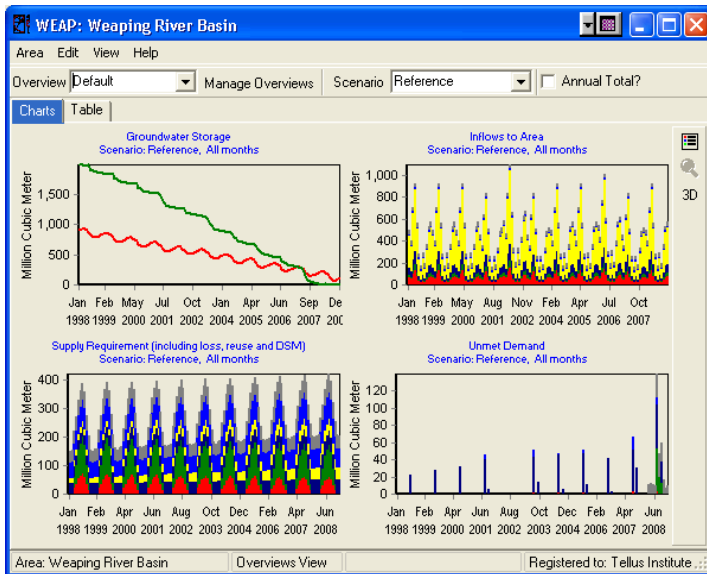 WEAP: Weaping River Basin
Area Edit View Help
Overview Default Manage Overviews Scenario Reference Annual Total?
Charts Table
Groundwater Storage
Scenario: Reference, All months
Million Cubic Meter
1,500
1,000
500
0
Jan Feb May Jul Oct Jan Apr Jun Sep De
1998 1999 2000 2001 2002 2004 2005 2006 2007 200
Inflows to Area
Scenario: Reference, All months
Million Cubic Meter
1,000
800
600
400
200
0
Jan Feb May Aug Nov Feb Apr Jul Oct
1998 1999 2000 2001 2002 2004 2005 2006 2007
3D
Supply Requirement (including loss, reuse and DSM)
Scenario: Reference, All months
Million Cubic Meter
400
300
200
100
0
Jan Feb Apr Jun Aug Oct Dec Feb Apr Jun
1998 1999 2000 2001 2002 2003 2004 2006 2007 2008
Unmet Demand
Scenario: Reference, All months
Million Cubic Meter
120
100
80
60
40
20
0
Jan Feb Apr Jun Aug Oct Dec Feb Apr Jun
1998 1999 2000 2001 2002 2003 2004 2006 2007 2008
Area: Weaping River Basin Overviews View Registered to: Tellus Institute